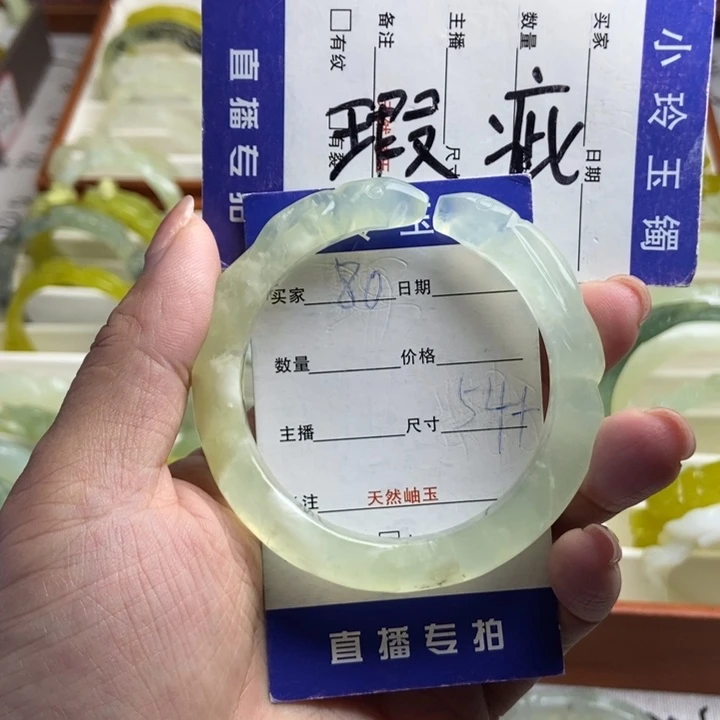 小玲玉镯
买家 日期
数量
主播 尺寸
备注
有纹
瑕疵
直播专拍
买家 80 日期
数量 价格
主播 尺寸 54+
注 天然岫玉
直播专拍